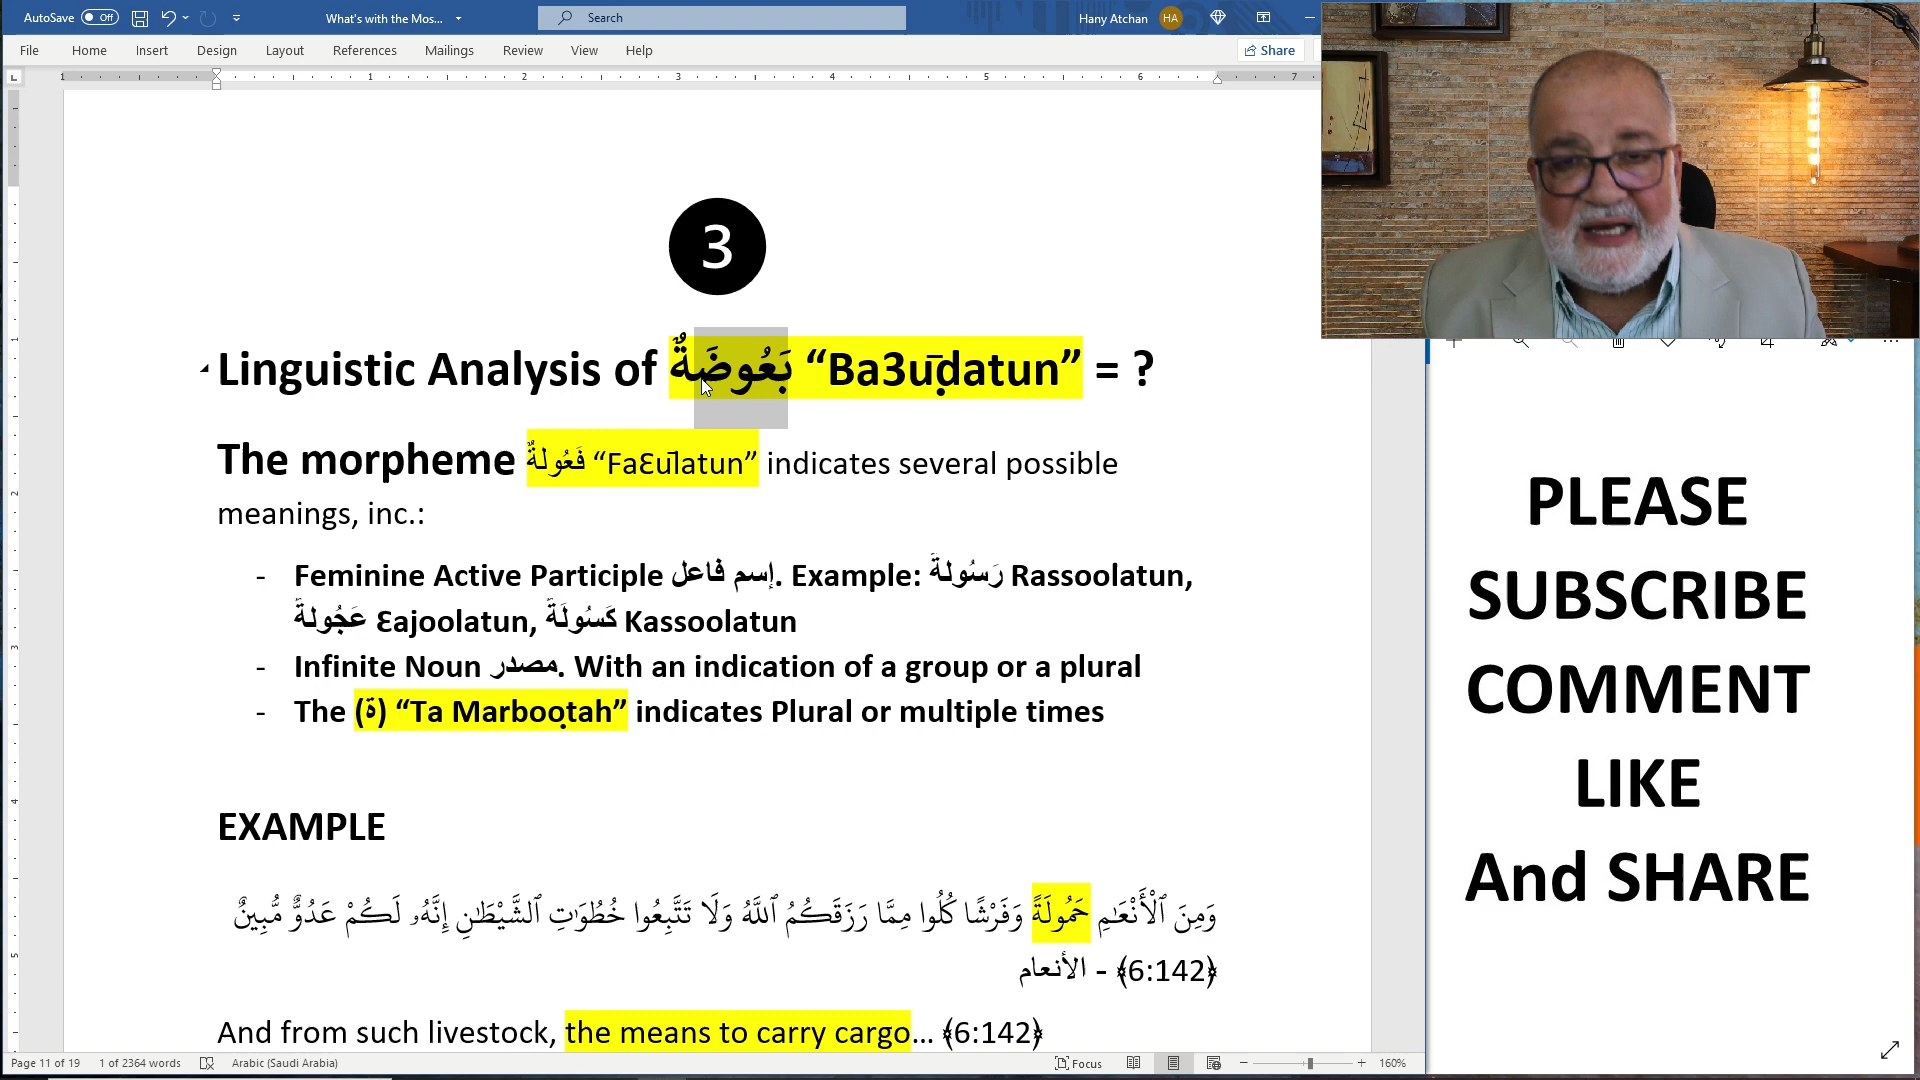 AutoSave Off What's with the Mos... Search Hany Atchan HA
File Home Insert Design Layout References Mailings Review View Help Share
3
Linguistic Analysis of بَعُوضَةٌ “Ba3ūḍatun” = ?
The morpheme فَعُولةٌ “FaƐūlatun” indicates several possible
meanings, inc.:
- Feminine Active Participle إسم فاعل. Example: رَسُولةَ Rassoolatun,
عَجُولةَ Ɛajoolatun, كَسُولَةَ Kassoolatun
- Infinite Noun مصدر. With an indication of a group or a plural
- The (ة) “Ta Marbooṭah” indicates Plural or multiple times
EXAMPLE
وَمِنَ ٱلْأَنْعَـٰمِ حَمُولَةً وَفَرْشًا كُلُوا مِمَّا رَزَقَكُمُ ٱللَّهُ وَلَا تَتَّبِعُوا خُطُوَٰتِ ٱلشَّيْطَـٰنِ إِنَّهُۥ لَكُمْ عَدُوٌّ مُّبِينٌ
﴿6:142﴾ - الأنعام
And from such livestock, the means to carry cargo... ﴿6:142﴾
Page 11 of 19 1 of 2364 words Arabic (Saudi Arabia) Focus 160%
PLEASE
SUBSCRIBE
COMMENT
LIKE
And SHARE